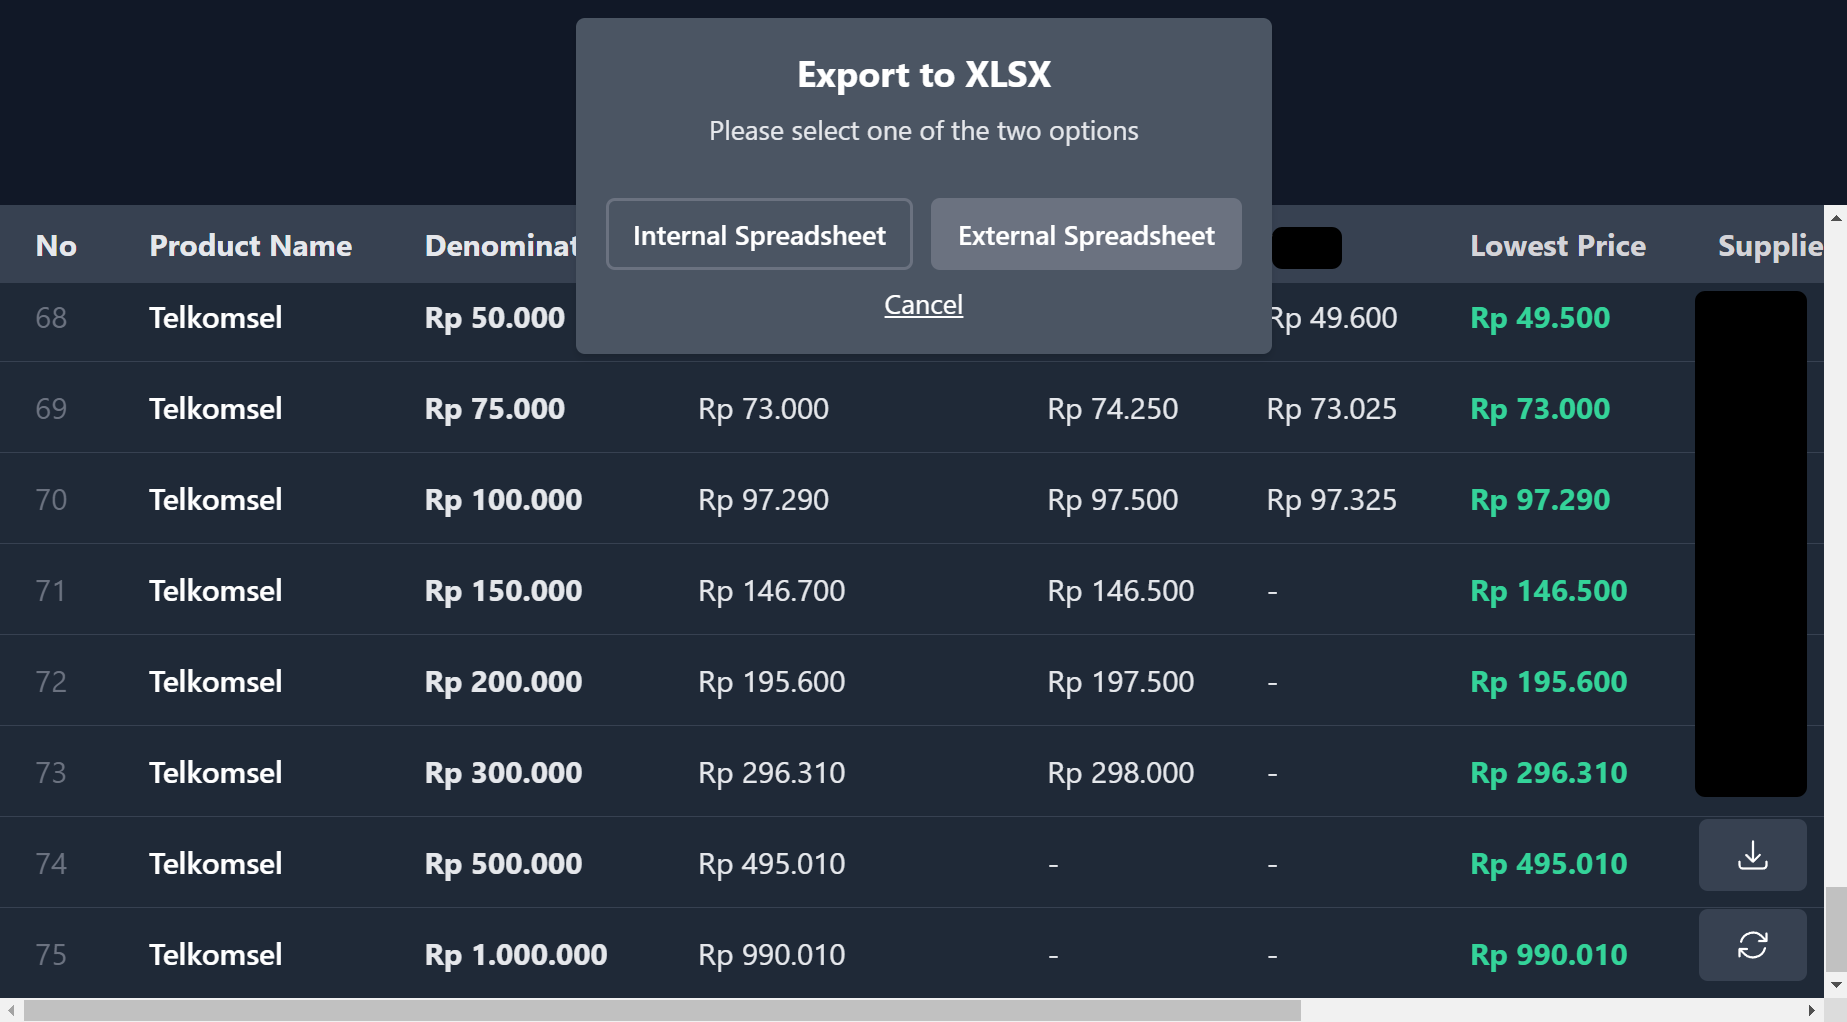 Export to XLSX
Please select one of the two options
Internal Spreadsheet External Spreadsheet
Cancel
No Product Name Denominat Lowest Price Supplie
68 Telkomsel Rp 50.000 Rp 49.600 Rp 49.500
69 Telkomsel Rp 75.000 Rp 73.000 Rp 74.250 Rp 73.025 Rp 73.000
70 Telkomsel Rp 100.000 Rp 97.290 Rp 97.500 Rp 97.325 Rp 97.290
71 Telkomsel Rp 150.000 Rp 146.700 Rp 146.500 - Rp 146.500
72 Telkomsel Rp 200.000 Rp 195.600 Rp 197.500 - Rp 195.600
73 Telkomsel Rp 300.000 Rp 296.310 Rp 298.000 - Rp 296.310
74 Telkomsel Rp 500.000 Rp 495.010 - - Rp 495.010
75 Telkomsel Rp 1.000.000 Rp 990.010 - - Rp 990.010